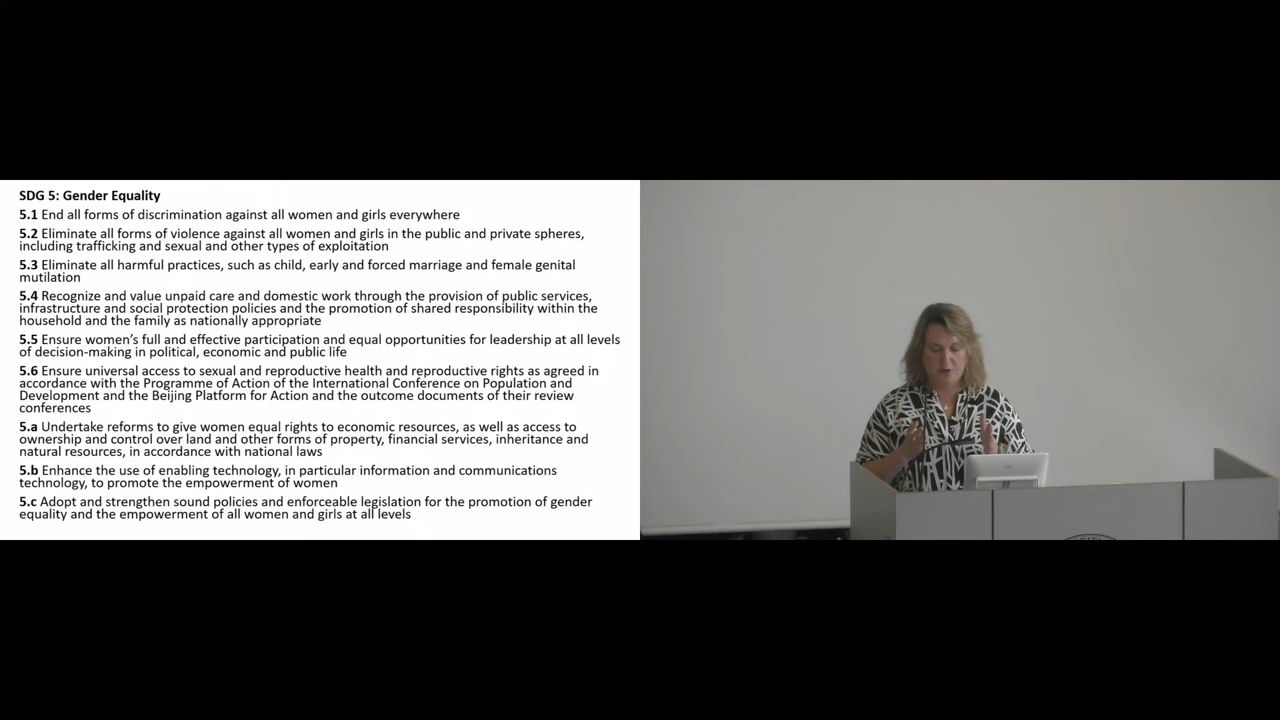 SDG 5: Gender Equality
5.1 End all forms of discrimination against all women and girls everywhere
5.2 Eliminate all forms of violence against all women and girls in the public and private spheres,
including trafficking and sexual and other types of exploitation
5.3 Eliminate all harmful practices, such as child, early and forced marriage and female genital
mutilation
5.4 Recognize and value unpaid care and domestic work through the provision of public services,
infrastructure and social protection policies and the promotion of shared responsibility within the
household and the family as nationally appropriate
5.5 Ensure women’s full and effective participation and equal opportunities for leadership at all levels
of decision-making in political, economic and public life
5.6 Ensure universal access to sexual and reproductive health and reproductive rights as agreed in
accordance with the Programme of Action of the International Conference on Population and
Development and the Beijing Platform for Action and the outcome documents of their review
conferences
5.a Undertake reforms to give women equal rights to economic resources, as well as access to
ownership and control over land and other forms of property, financial services, inheritance and
natural resources, in accordance with national laws
5.b Enhance the use of enabling technology, in particular information and communications
technology, to promote the empowerment of women
5.c Adopt and strengthen sound policies and enforceable legislation for the promotion of gender
equality and the empowerment of all women and girls at all levels